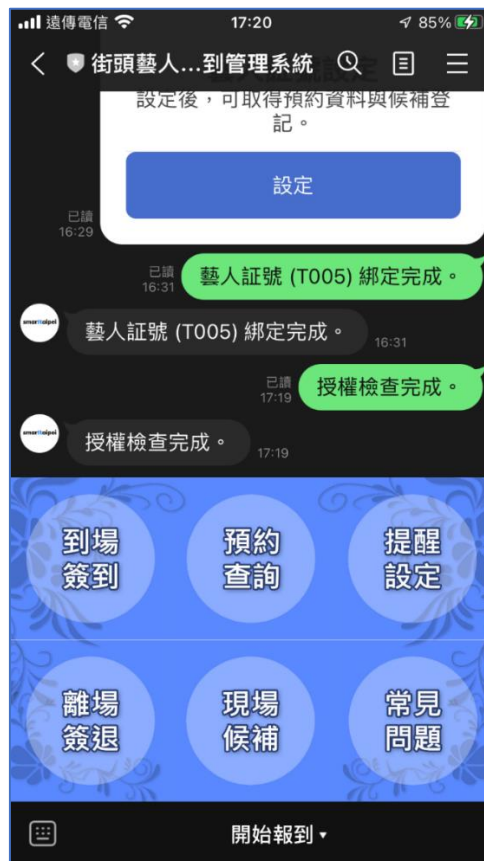 遠傳電信
17:20
85%
街頭藝人...到管理系統
設定後，可取得預約資料與候補登
記。
設定
已讀
16:29
已讀
16:31
藝人証號 (T005) 綁定完成。
藝人証號 (T005) 綁定完成。
16:31
已讀
17:19
授權檢查完成。
授權檢查完成。
17:19
到場
簽到
預約
查詢
提醒
設定
離場
簽退
現場
候補
常見
問題
開始報到